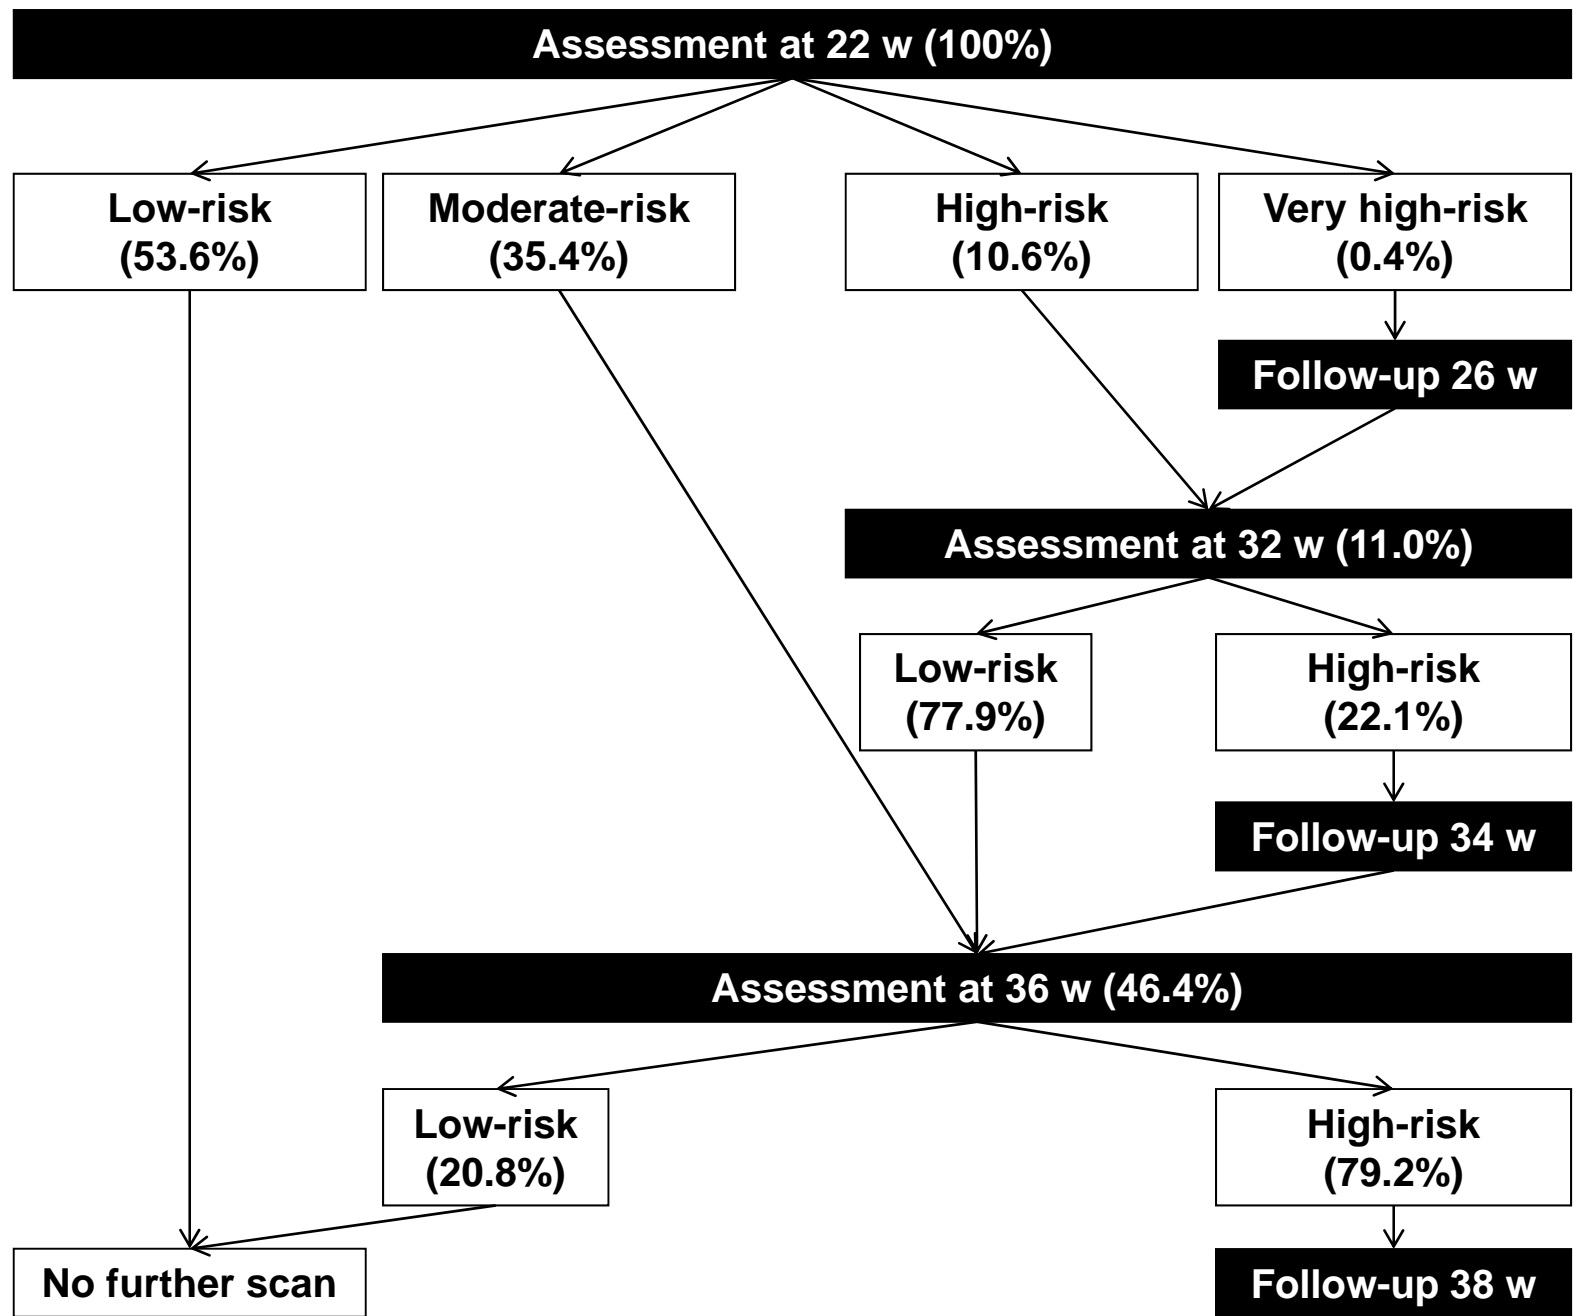 Assessment at 22 w (100%)
Low-risk
(53.6%)
Moderate-risk
(35.4%)
High-risk
(10.6%)
Very high-risk
(0.4%)
Follow-up 26 w
Assessment at 32 w (11.0%)
Low-risk
(77.9%)
High-risk
(22.1%)
Follow-up 34 w
Assessment at 36 w (46.4%)
Low-risk
(20.8%)
High-risk
(79.2%)
No further scan
Follow-up 38 w